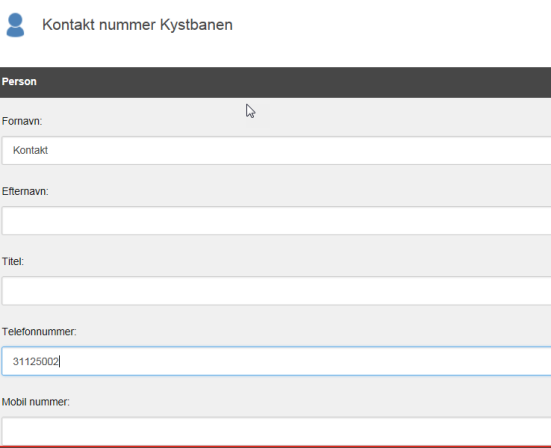 Kontakt nummer Kystbanen
Person
Fornavn:
Kontakt
Efternavn:
Titel:
Telefonnummer:
31125002
Mobil nummer: